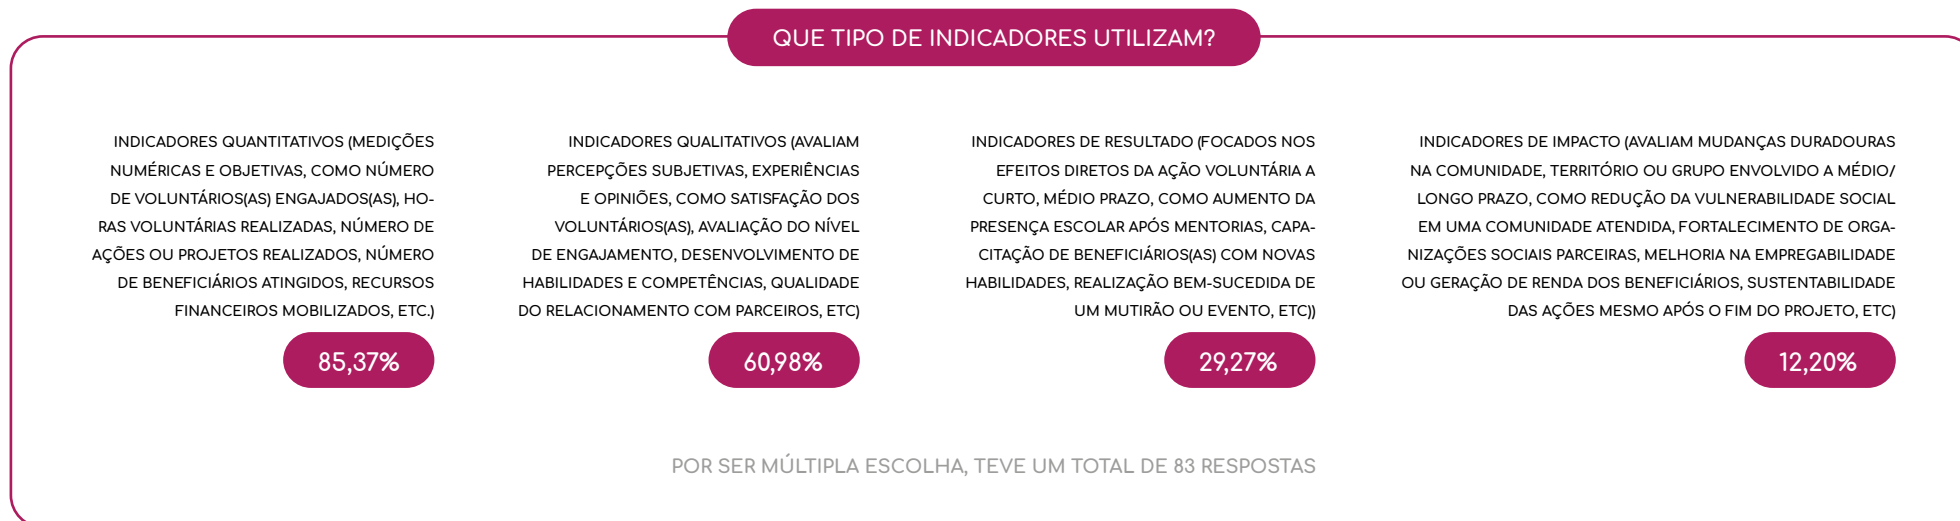 QUE TIPO DE INDICADORES UTILIZAM?
INDICADORES QUANTITATIVOS (MEDIÇÕES
NUMÉRICAS E OBJETIVAS, COMO NÚMERO
DE VOLUNTÁRIOS(AS) ENGAJADOS(AS), HO-
RAS VOLUNTÁRIAS REALIZADAS, NÚMERO DE
AÇÕES OU PROJETOS REALIZADOS, NÚMERO
DE BENEFICIÁRIOS ATINGIDOS, RECURSOS
FINANCEIROS MOBILIZADOS, ETC.)
85,37%
INDICADORES QUALITATIVOS (AVALIAM
PERCEPÇÕES SUBJETIVAS, EXPERIÊNCIAS
E OPINIÕES, COMO SATISFAÇÃO DOS
VOLUNTÁRIOS(AS), AVALIAÇÃO DO NÍVEL
DE ENGAJAMENTO, DESENVOLVIMENTO DE
HABILIDADES E COMPETÊNCIAS, QUALIDADE
DO RELACIONAMENTO COM PARCEIROS, ETC)
60,98%
INDICADORES DE RESULTADO (FOCADOS NOS
EFEITOS DIRETOS DA AÇÃO VOLUNTÁRIA A
CURTO, MÉDIO PRAZO, COMO AUMENTO DA
PRESENÇA ESCOLAR APÓS MENTORIAS, CAPA-
CITAÇÃO DE BENEFICIÁRIOS(AS) COM NOVAS
HABILIDADES, REALIZAÇÃO BEM-SUCEDIDA DE
UM MUTIRÃO OU EVENTO, ETC))
29,27%
INDICADORES DE IMPACTO (AVALIAM MUDANÇAS DURADOURAS
NA COMUNIDADE, TERRITÓRIO OU GRUPO ENVOLVIDO A MÉDIO/
LONGO PRAZO, COMO REDUÇÃO DA VULNERABILIDADE SOCIAL
EM UMA COMUNIDADE ATENDIDA, FORTALECIMENTO DE ORGA-
NIZAÇÕES SOCIAIS PARCEIRAS, MELHORIA NA EMPREGABILIDADE
OU GERAÇÃO DE RENDA DOS BENEFICIÁRIOS, SUSTENTABILIDADE
DAS AÇÕES MESMO APÓS O FIM DO PROJETO, ETC)
12,20%
POR SER MÚLTIPLA ESCOLHA, TEVE UM TOTAL DE 83 RESPOSTAS